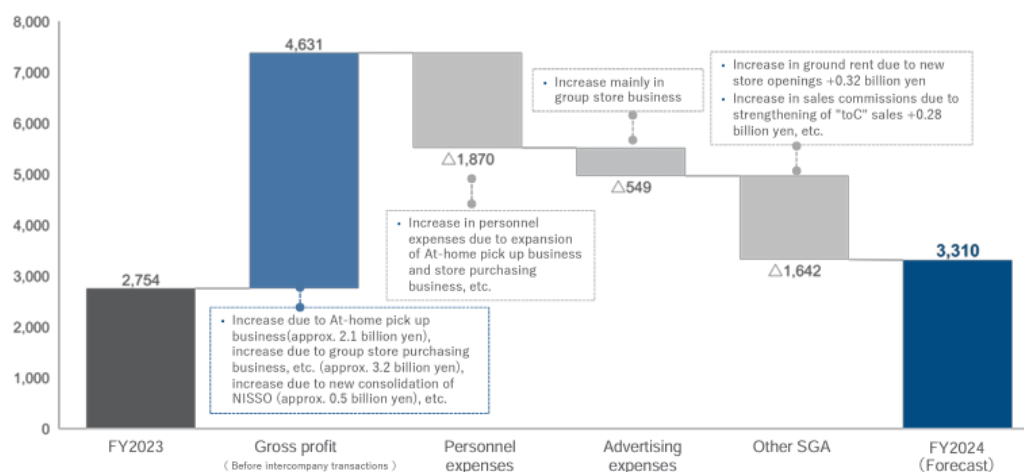 8,000
7,000
6,000
5,000
4,000
3,000
2,000
1,000
0
2,754
4,631
△1,870
△549
△1,642
3,310
• Increase due to At-home pick up
business(approx. 2.1 billion yen),
increase due to group store purchasing
business, etc. (approx. 3.2 billion yen),
increase due to new consolidation of
NISSO (approx. 0.5 billion yen), etc.
• Increase in personnel
expenses due to expansion
of At-home pick up business
and store purchasing
business, etc.
• Increase mainly in
group store business
• Increase in ground rent due to new
store openings +0.32 billion yen
• Increase in sales commissions due to
strengthening of "toC" sales +0.28
billion yen, etc.
FY2023
Gross profit
( Before intercompany transactions )
Personnel
expenses
Advertising
expenses
Other SGA
FY2024
(Forecast)